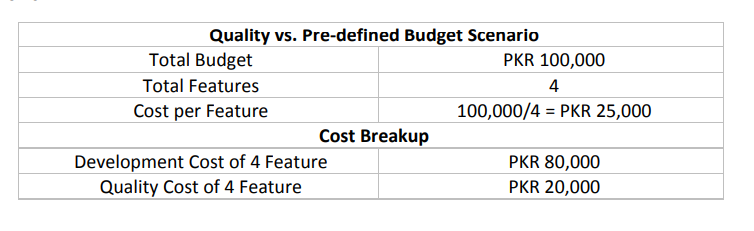 Quality vs. Pre-defined Budget Scenario
Total Budget PKR 100,000
Total Features 4
Cost per Feature 100,000/4 = PKR 25,000
Cost Breakup
Development Cost of 4 Feature PKR 80,000
Quality Cost of 4 Feature PKR 20,000